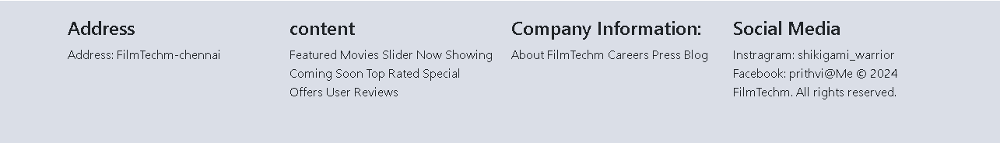 Address
Address: FilmTechm-chennai
content
Featured Movies Slider Now Showing
Coming Soon Top Rated Special
Offers User Reviews
Company Information:
About FilmTechm Careers Press Blog
Social Media
Instragram: shikigami_warrior
Facebook: prithvi@Me © 2024
FilmTechm. All rights reserved.